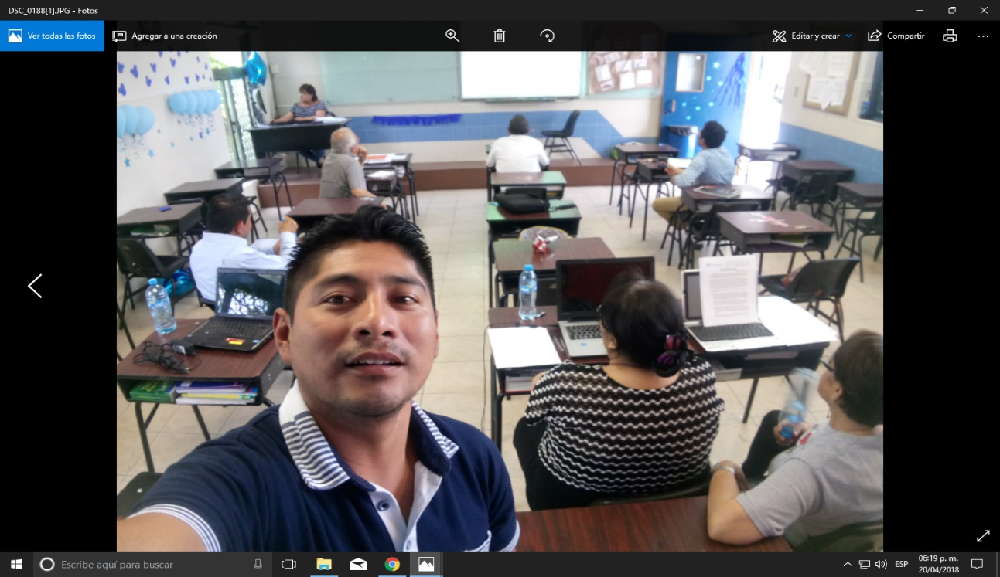 DSC_0188[1].JPG - Fotos
Ver todas las fotos
Agregar a una creación
Editar y crear
Compartir
Escribe aquí para buscar
ESP
06:19 p. m.
20/04/2018